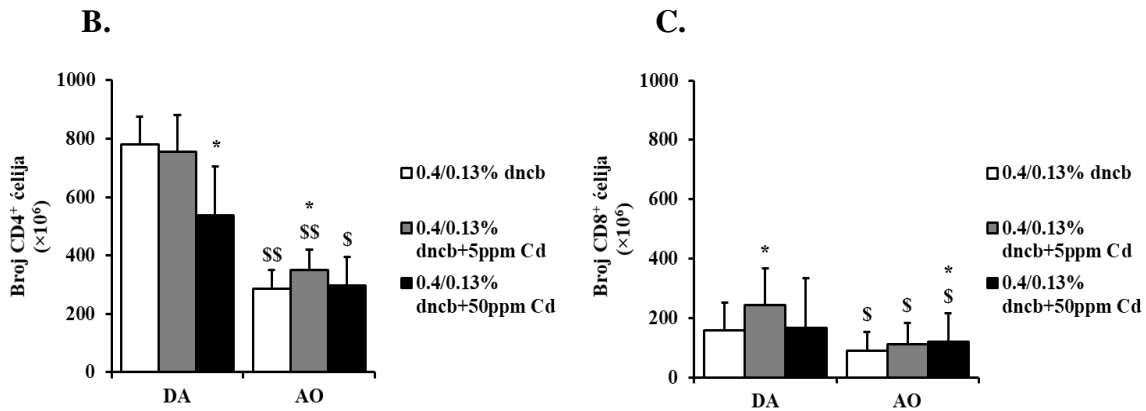 B.
1000
800
600
400
200
0
Broj CD4⁺ ćelija
(×10⁶)
*
$$
*
$$
$
DA
AO
0.4/0.13% dncb
0.4/0.13%
dncb+5ppm Cd
0.4/0.13%
dncb+50ppm Cd
C.
1000
800
600
400
200
0
Broj CD8⁺ ćelija
(×10⁶)
*
$
$
*
$
DA
AO
0.4/0.13% dncb
0.4/0.13%
dncb+5ppm Cd
0.4/0.13%
dncb+50ppm Cd